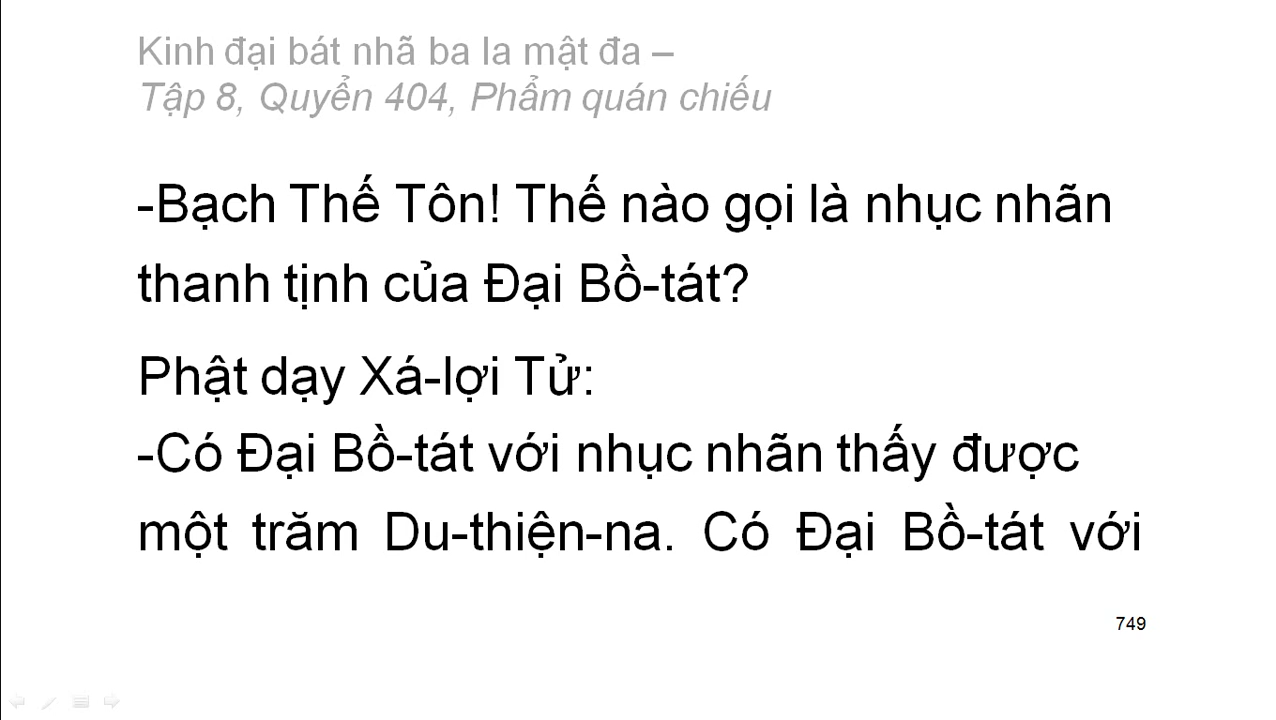 Kinh đại bát nhã ba la mật đa –
Tập 8, Quyển 404, Phẩm quán chiếu
-Bạch Thế Tôn! Thế nào gọi là nhục nhãn
thanh tịnh của Đại Bồ-tát?
Phật dạy Xá-lợi Tử:
-Có Đại Bồ-tát với nhục nhãn thấy được
một trăm Du-thiện-na. Có Đại Bồ-tát với
749